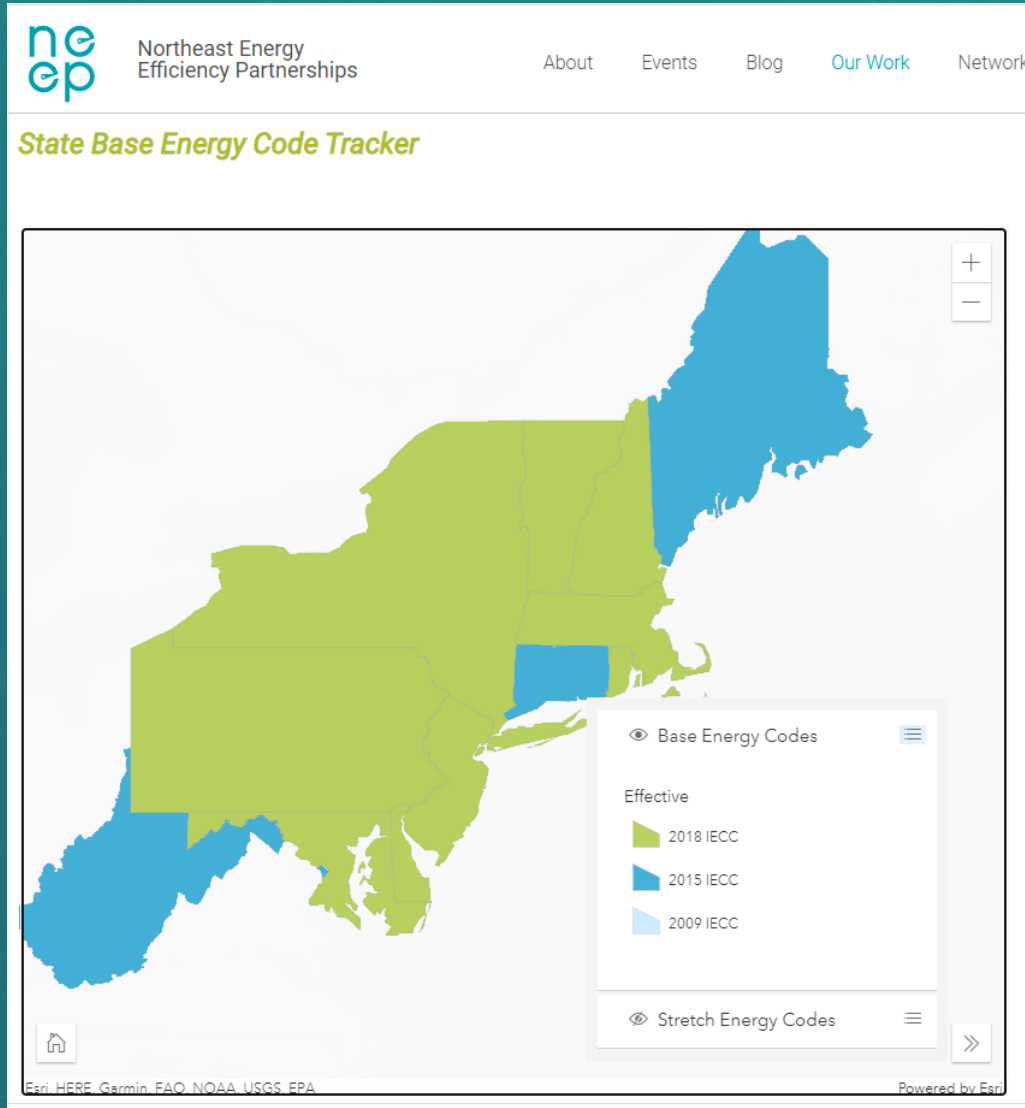 ne
ep
Northeast Energy
Efficiency Partnerships
About Events Blog Our Work Network
State Base Energy Code Tracker
+
−
Base Energy Codes
Effective
2018 IECC
2015 IECC
2009 IECC
Stretch Energy Codes
Esri, HERE, Garmin, FAO, NOAA, USGS, EPA Powered by Esri